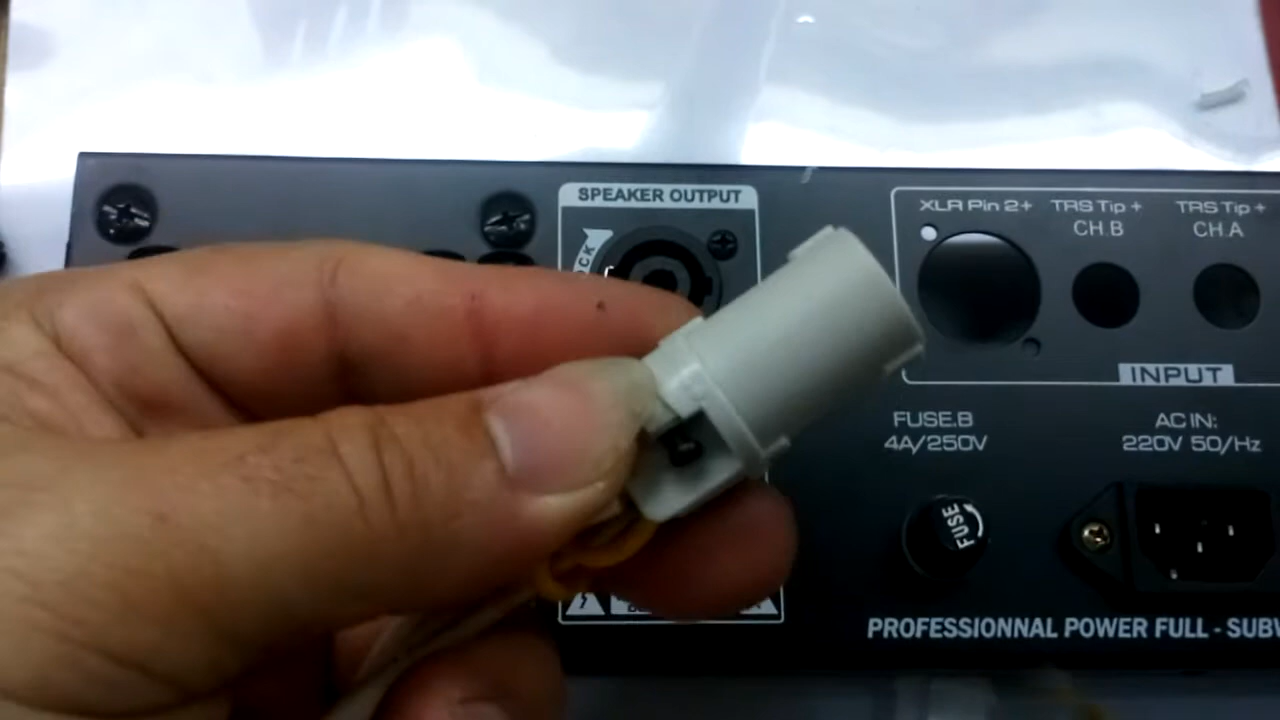 SPEAKER OUTPUT
XLR Pin 2+
TRS Tip +
CH.B
TRS Tip +
CH.A
INPUT
FUSE.B
4A/250V
AC IN:
220V 50/Hz
FUSE
PROFESSIONNAL POWER FULL - SUBW